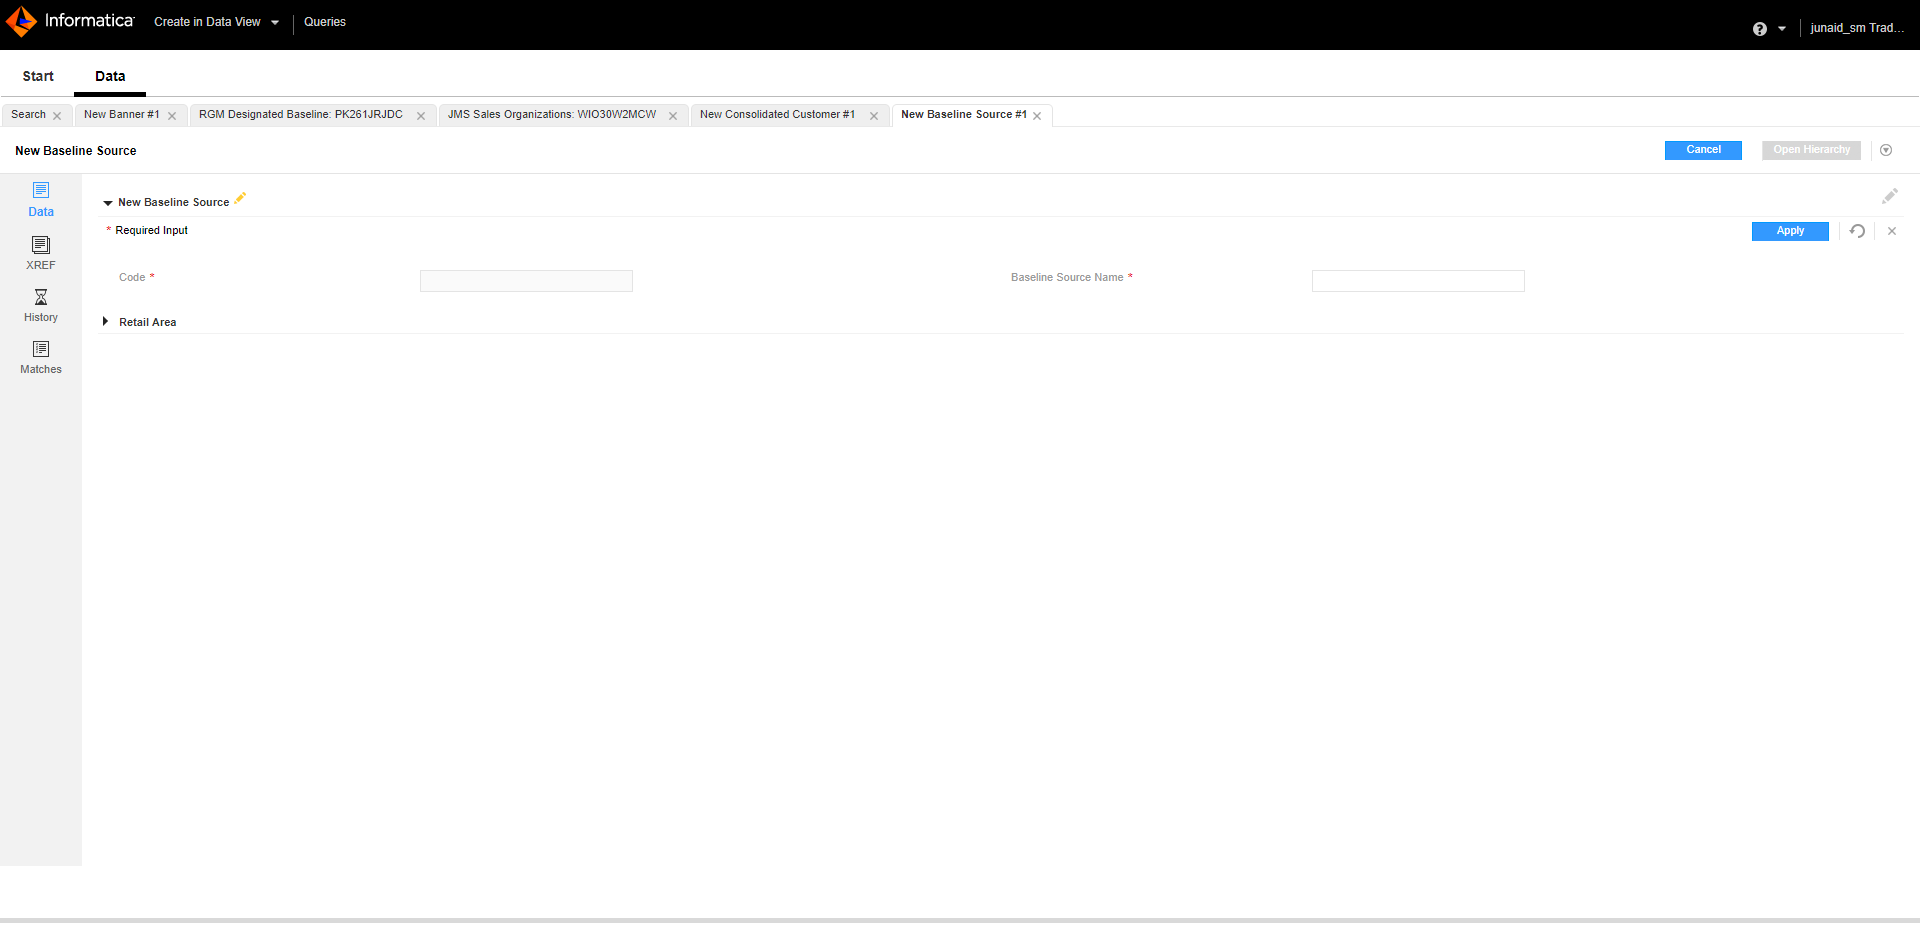 Informatica Create in Data View Queries ? junaid_sm Trad...
Start Data
Search New Banner #1 RGM Designated Baseline: PK261JRJDC JMS Sales Organizations: WIO30W2MCW New Consolidated Customer #1 New Baseline Source #1
New Baseline Source Cancel Open Hierarchy
Data
XREF
History
Matches
New Baseline Source
* Required Input Apply
Code * Baseline Source Name *
Retail Area